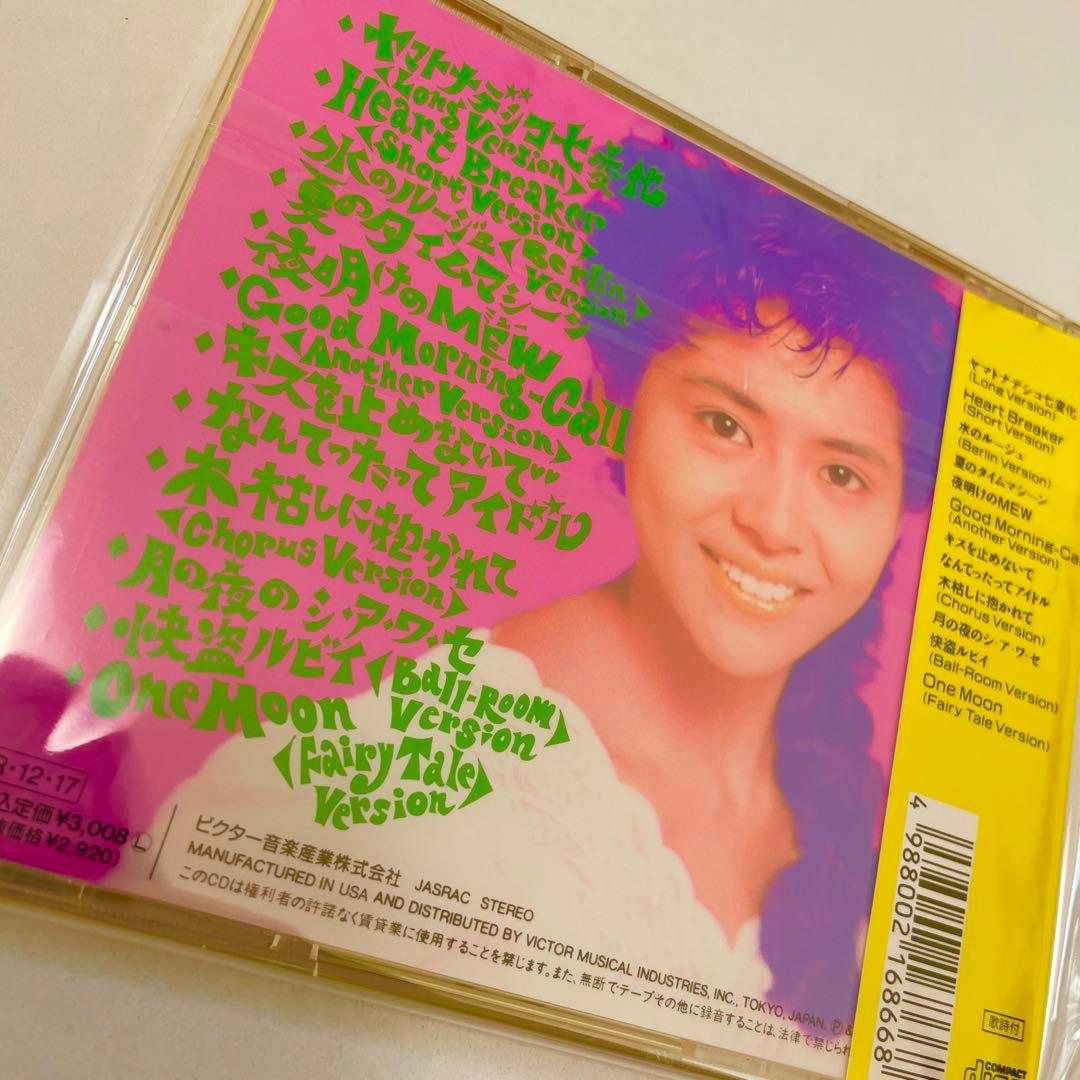 ・ヤマトナデシコ七変化
〈Long Version〉
・Heart Breaker
〈Short Version〉
・水のルージュ〈Berlin Version〉
・夏のタイムマシーン
・夜明けのMEW
ミュー
・Good Morning-Call
〈Another Version〉
・キスを止めないで
・なんてったってアイドル
・木枯しに抱かれて
〈Chorus Version〉
・月の夜のシ・ア・ワ・セ
・快盗ルビイ〈Ball-Room Version〉
・One Moon
〈Fairy Tale Version〉
・12・17
込定価¥3,008 L
価格¥2,920)
ビクター音楽産業株式会社 JASRAC STEREO
MANUFACTURED IN USA AND DISTRIBUTED BY VICTOR MUSICAL INDUSTRIES, INC., TOKYO, JAPAN. Ⓟ &
このCDは権利者の許諾なく賃貸業に使用することを禁じます。また、無断でテープその他に録音することは、法律で禁じられ
ヤマトナデシコ七変化
(Long Version)
Heart Breaker
(Short Version)
水のルージュ
(Berlin Version)
夏のタイムマシーン
夜明けのMEW
Good Morning-Ca
(Another Version)
キスを止めないで
なんてったってアイドル
木枯しに抱かれて
(Chorus Version)
月の夜のシ・ア・ワ・セ
快盗ルビイ
(Ball-Room Version)
One Moon
(Fairy Tale Version)
4 988002 168668
歌詩付
COMPACT